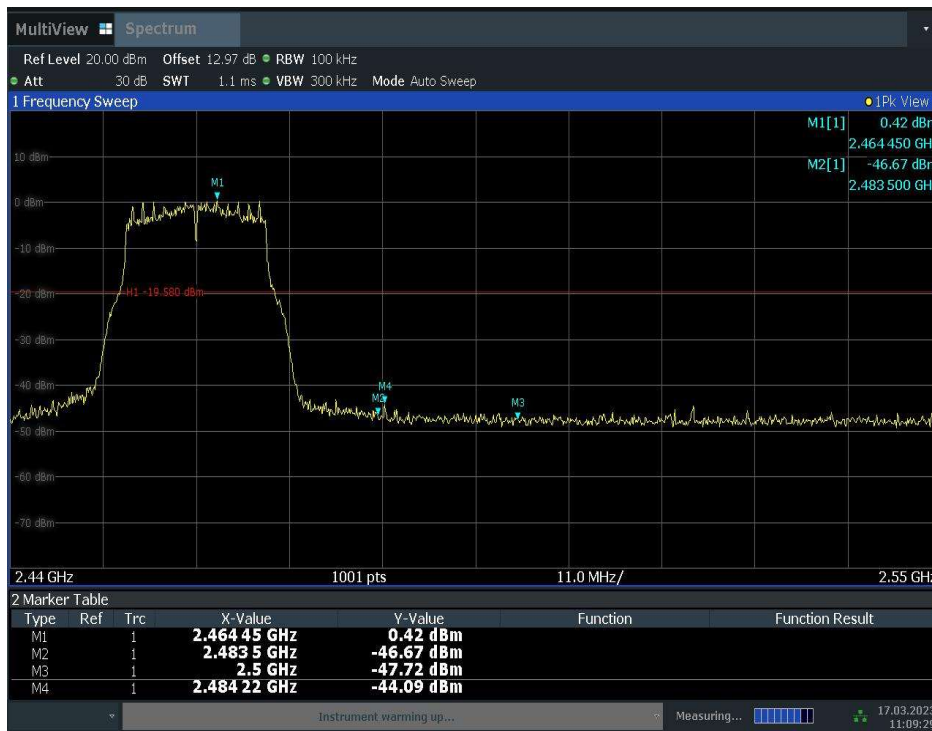 MultiView Spectrum
Ref Level 20.00 dBm Offset 12.97 dB RBW 100 kHz
Att 30 dB SWT 1.1 ms VBW 300 kHz Mode Auto Sweep
1 Frequency Sweep 1Pk View
M1[1] 0.42 dBm
2.464 450 GH
M2[1] -46.67 dBm
2.483 500 GH
10 dBm
M1
0 dBm
-10 dBm
-20 dBm H1 -19.580 dBm
-30 dBm
-40 dBm
M4
M2
M3
-50 dBm
-60 dBm
-70 dBm
2.44 GHz 1001 pts 11.0 MHz/ 2.55 GHz
2 Marker Table
Type Ref Trc X-Value Y-Value Function Function Result
M1 1 2.464 45 GHz 0.42 dBm
M2 1 2.483 5 GHz -46.67 dBm
M3 1 2.5 GHz -47.72 dBm
M4 1 2.484 22 GHz -44.09 dBm
Instrument warming up... Measuring... 17.03.2023
11:09:29